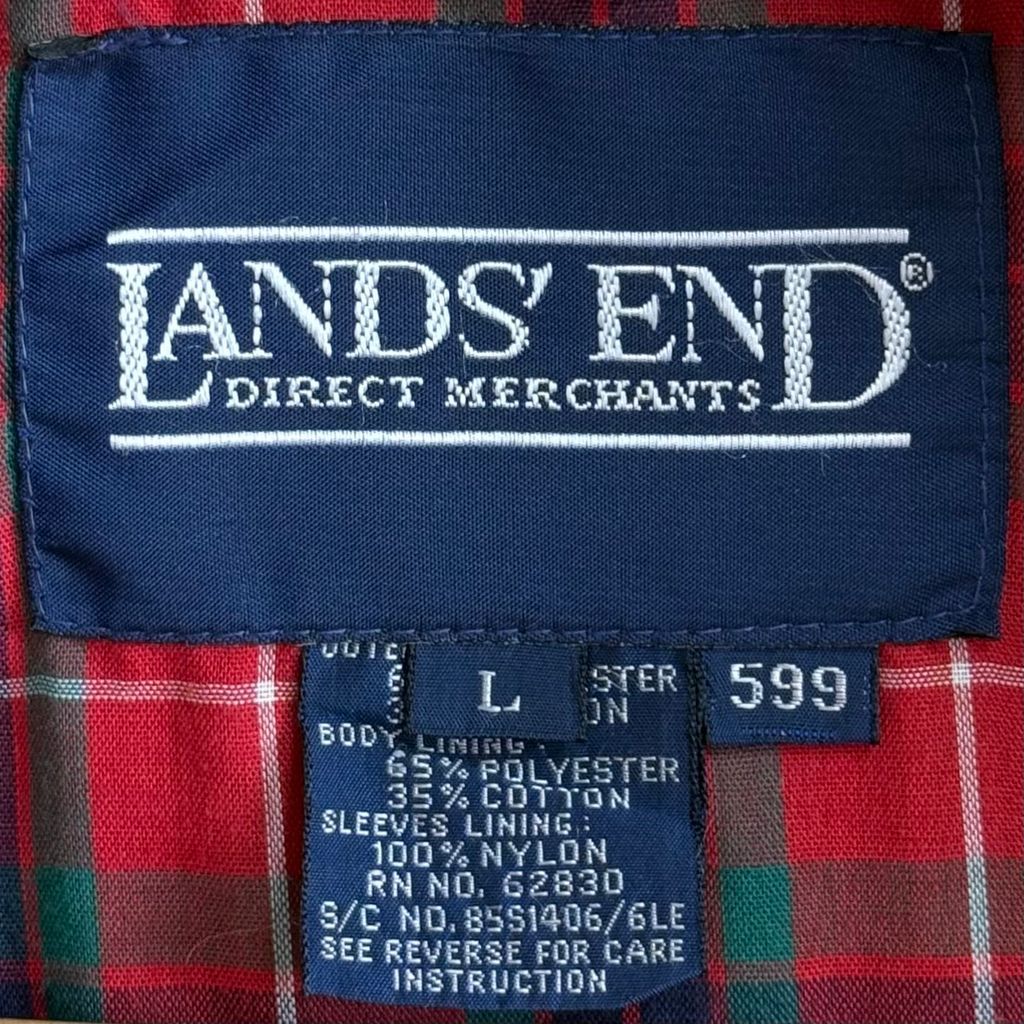 LANDS' END®
DIRECT MERCHANTS
L
599
BODY LINING:
65% POLYESTER
35% COTTON
SLEEVES LINING:
100% NYLON
RN NO. 62830
S/C NO. 85S1406/6LE
SEE REVERSE FOR CARE
INSTRUCTION